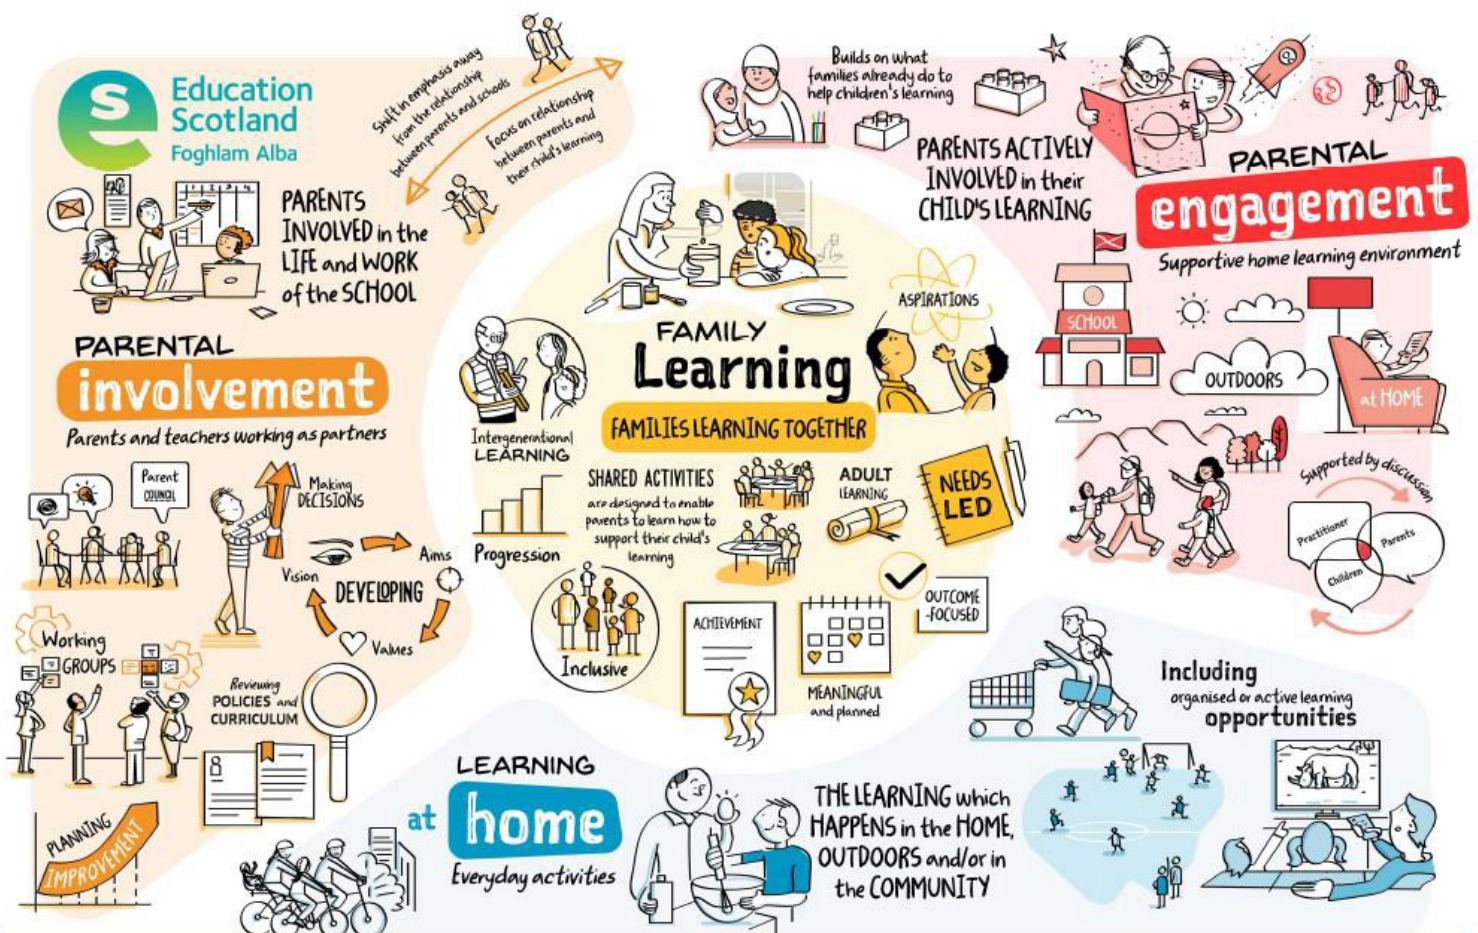 Education
Scotland
Foghlam Alba
Shift in emphasis away
from the relationship
between parents and schools
Focus on relationship
between parents and
their child's learning
PARENTS
INVOLVED in the
LIFE and WORK
of the SCHOOL
PARENTAL
involvement
Parents and teachers working as partners
Parent
COUNCIL
Making
DECISIONS
Vision
Aims
DEVELOPING
Values
Working
GROUPS
Reviewing
POLICIES and
CURRICULUM
PLANNING
IMPROVEMENT
Builds on what
families already do to
help children's learning
PARENTS ACTIVELY
INVOLVED in their
CHILD'S LEARNING
PARENTAL
engagement
Supportive home learning environment
SCHOOL
OUTDOORS
at HOME
Supported by discussion
Practitioner
Parents
Children
FAMILY
Learning
FAMILIES LEARNING TOGETHER
ASPIRATIONS
Intergenerational
LEARNING
Progression
SHARED ACTIVITIES
are designed to enable
parents to learn how to
support their child's
learning
ADULT
LEARNING
NEEDS
LED
Inclusive
ACHIEVEMENT
MEANINGFUL
and planned
OUTCOME
-FOCUSED
LEARNING
at home
Everyday activities
THE LEARNING which
HAPPENS in the HOME,
OUTDOORS and/or in
the COMMUNITY
Including
organised or active learning
opportunities